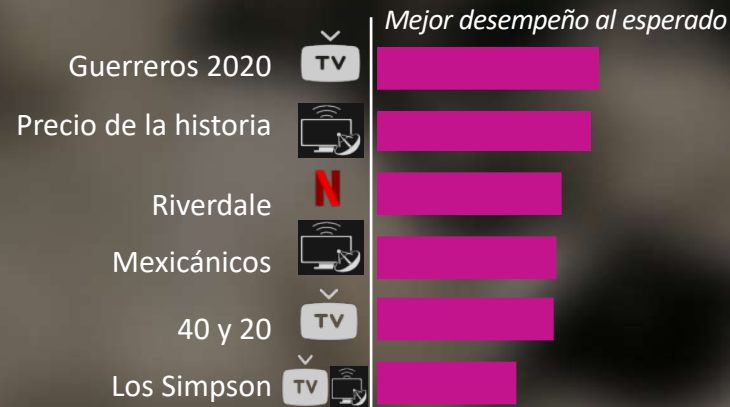 Mejor desempeño al esperado
Guerreros 2020 TV
Precio de la historia
Riverdale N
Mexicánicos
40 y 20 TV
Los Simpson TV